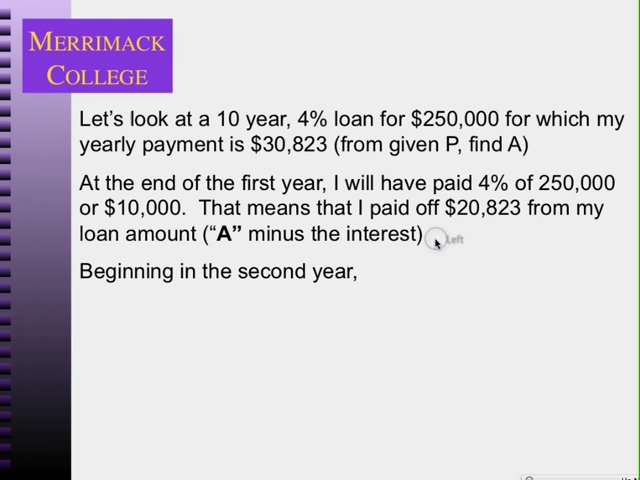 MERRIMACK
COLLEGE
Let's look at a 10 year, 4% loan for $250,000 for which my
yearly payment is $30,823 (from given P, find A)
At the end of the first year, I will have paid 4% of 250,000
or $10,000.  That means that I paid off $20,823 from my
loan amount (“A” minus the interest)
Left
Beginning in the second year,